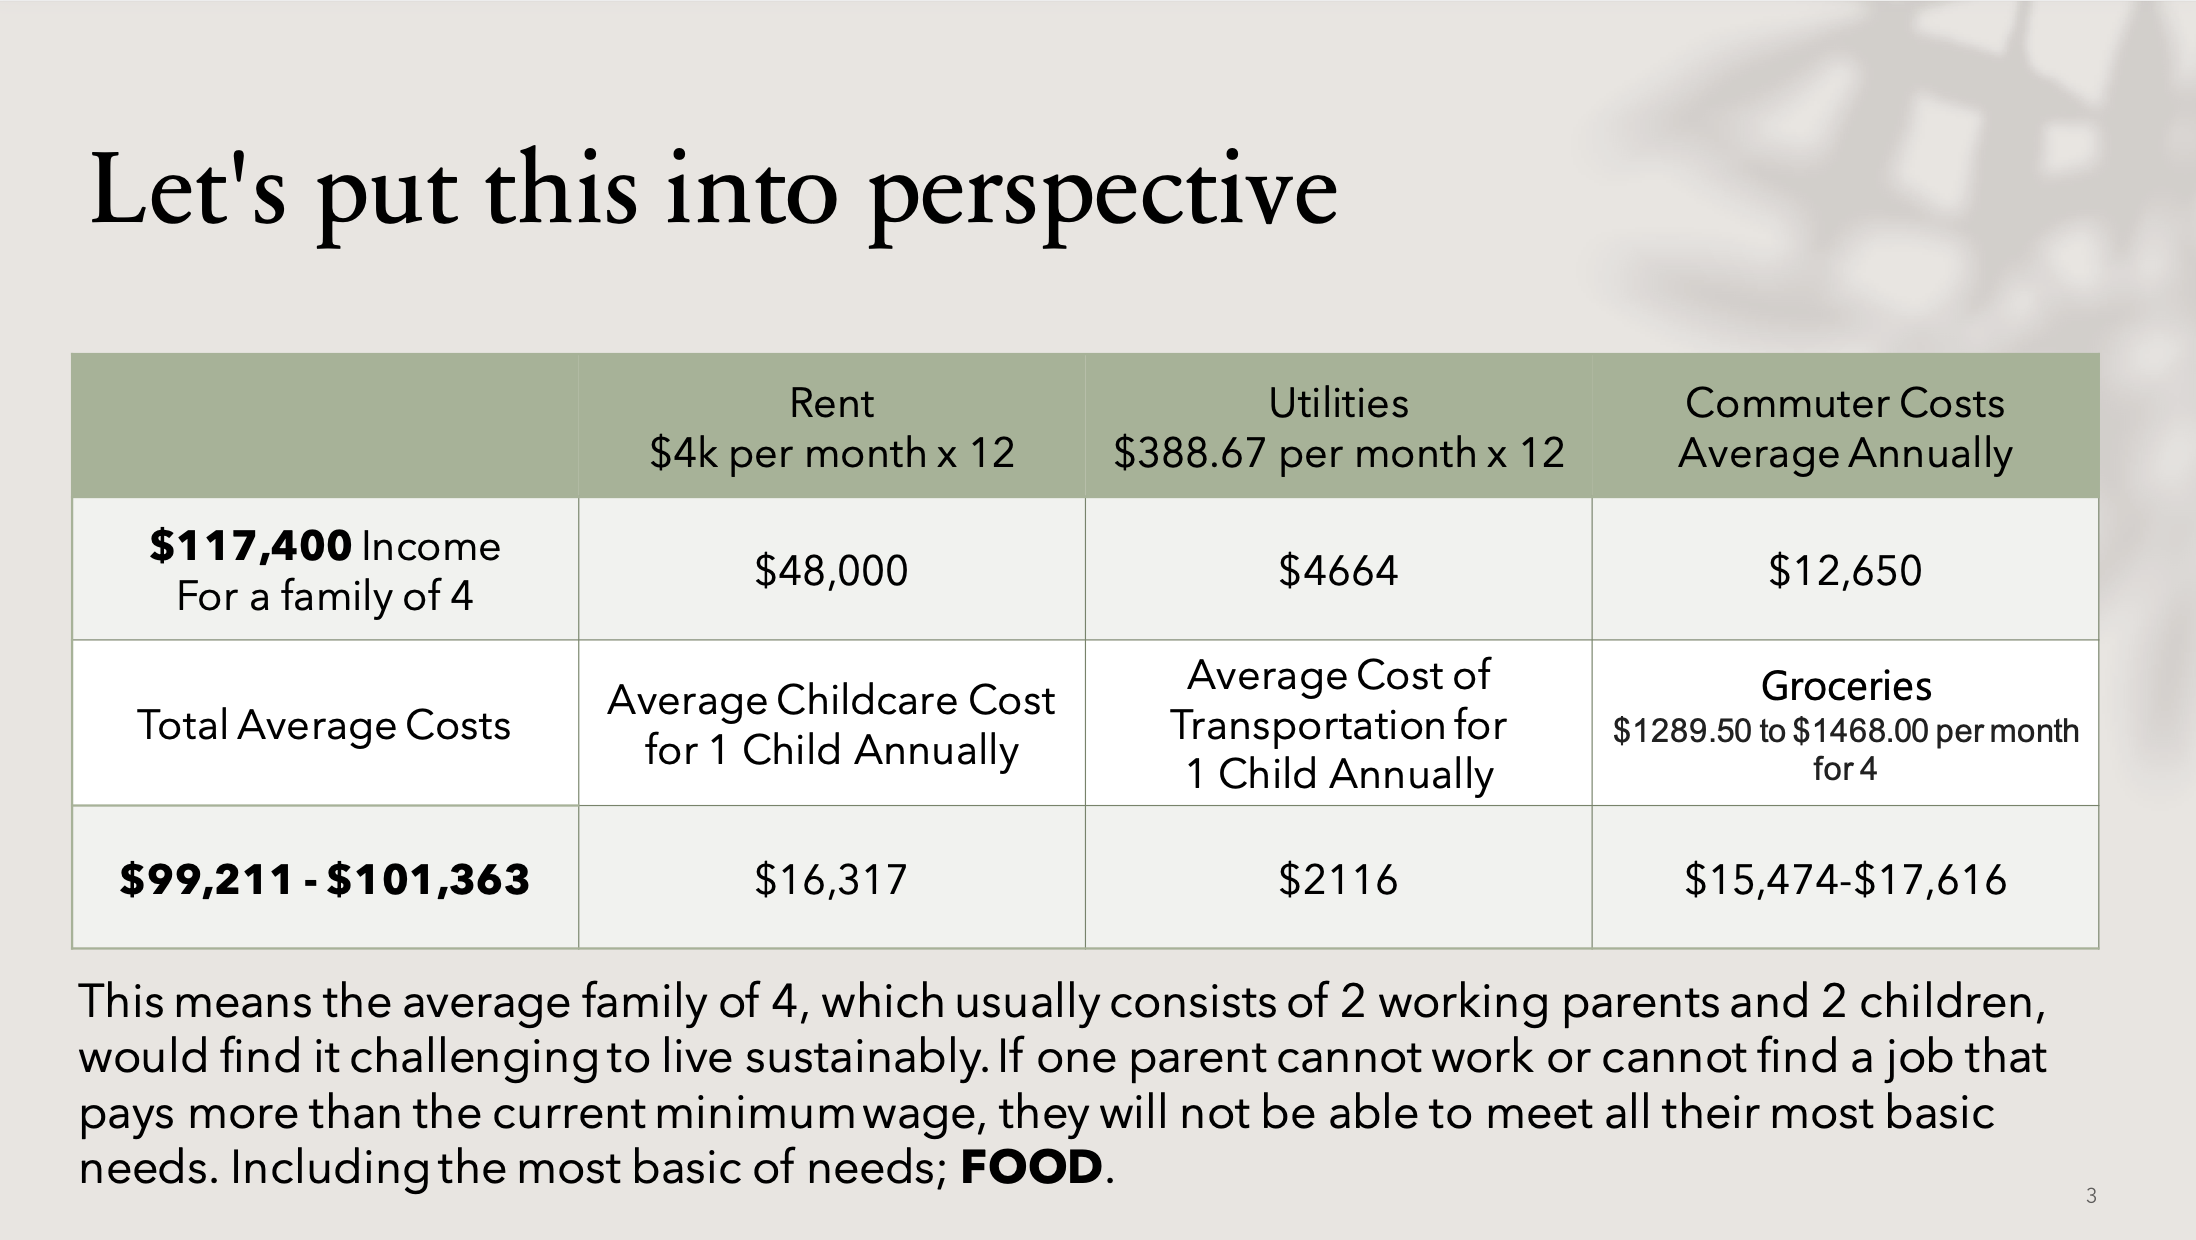 Let's put this into perspective
Rent
$4k per month x 12
Utilities
$388.67 per month x 12
Commuter Costs
Average Annually
$117,400 Income
For a family of 4
$48,000
$4664
$12,650
Total Average Costs
Average Childcare Cost
for 1 Child Annually
Average Cost of
Transportation for
1 Child Annually
Groceries
$1289.50 to $1468.00 per month
for 4
$99,211 - $101,363
$16,317
$2116
$15,474-$17,616
This means the average family of 4, which usually consists of 2 working parents and 2 children,
would find it challenging to live sustainably. If one parent cannot work or cannot find a job that
pays more than the current minimum wage, they will not be able to meet all their most basic
needs. Including the most basic of needs; FOOD.
3